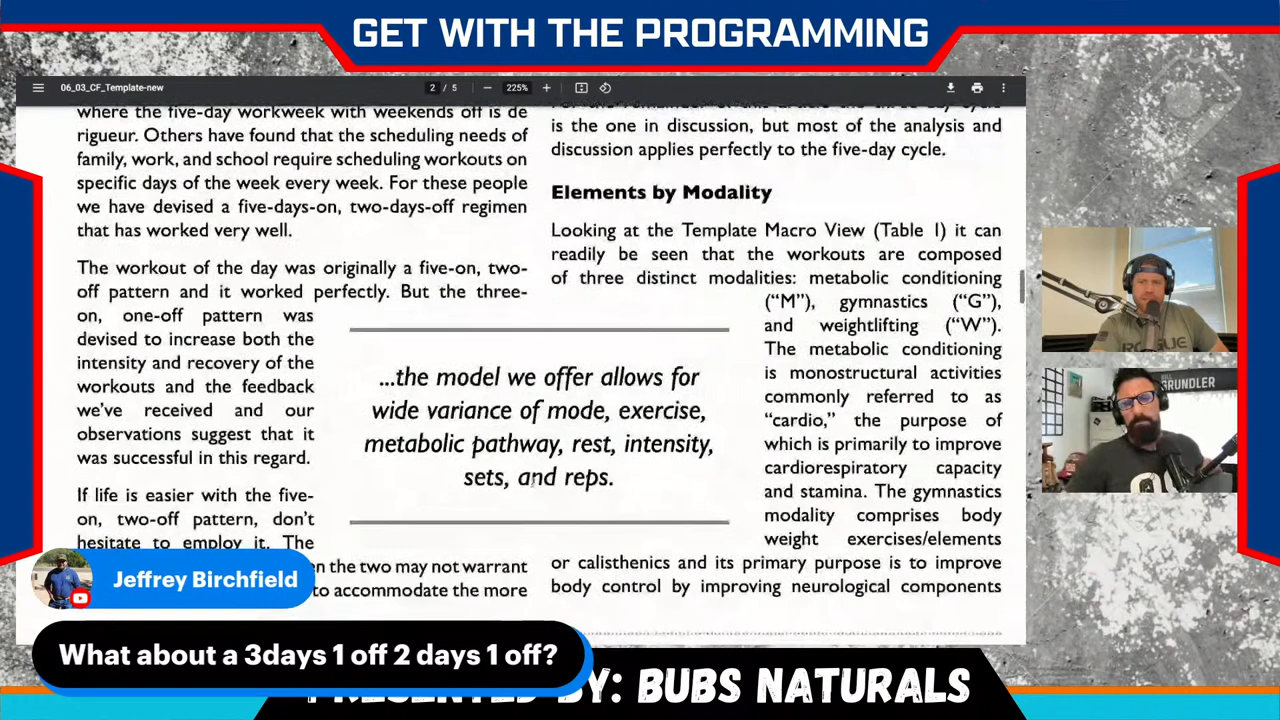 GET WITH THE PROGRAMMING
06_03_CF_Template-new
2 / 5
225%
where the five-day workweek with weekends off is de
rigueur. Others have found that the scheduling needs of
family, work, and school require scheduling workouts on
specific days of the week every week. For these people
we have devised a five-days-on, two-days-off regimen
that has worked very well.
The workout of the day was originally a five-on, two-
off pattern and it worked perfectly. But the three-
on, one-off pattern was
devised to increase both the
intensity and recovery of the
workouts and the feedback
we've received and our
observations suggest that it
was successful in this regard.
If life is easier with the five-
on, two-off pattern, don't
hesitate to employ it. The
n the two may not warrant
to accommodate the more
...the model we offer allows for
wide variance of mode, exercise,
metabolic pathway, rest, intensity,
sets, and reps.
is the one in discussion, but most of the analysis and
discussion applies perfectly to the five-day cycle.
Elements by Modality
Looking at the Template Macro View (Table 1) it can
readily be seen that the workouts are composed
of three distinct modalities: metabolic conditioning
("M"), gymnastics ("G"),
and weightlifting ("W").
The metabolic conditioning
is monostructural activities
commonly referred to as
"cardio," the purpose of
which is primarily to improve
cardiorespiratory capacity
and stamina. The gymnastics
modality comprises body
weight exercises/elements
or calisthenics and its primary purpose is to improve
body control by improving neurological components
ROGUE
GRUNDLER
Jeffrey Birchfield
What about a 3days 1 off 2 days 1 off?
PRESENTED BY: BUBS NATURALS